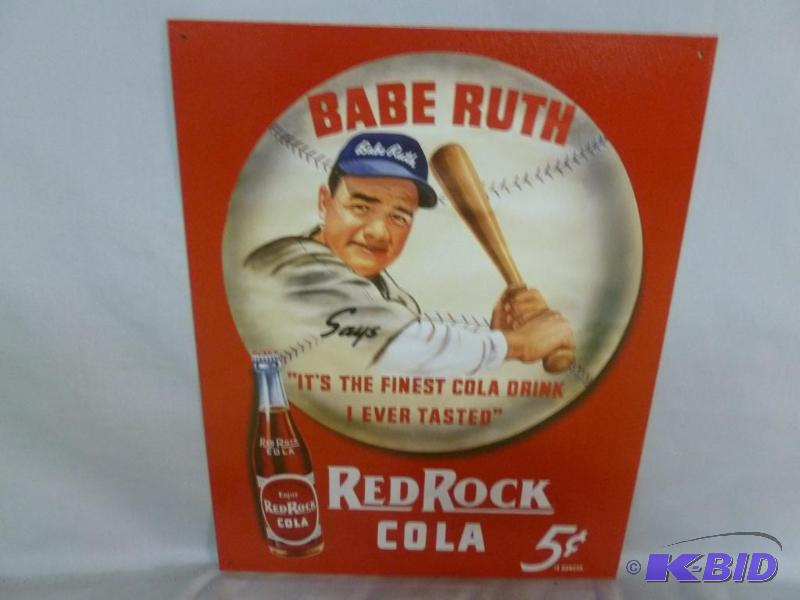 BABE RUTH
Babe Ruth
Says
"IT'S THE FINEST COLA DRINK
I EVER TASTED"
RED ROCK
COLA
Enjoy
RED ROCK
COLA
RED ROCK
COLA
5¢
© K-BID